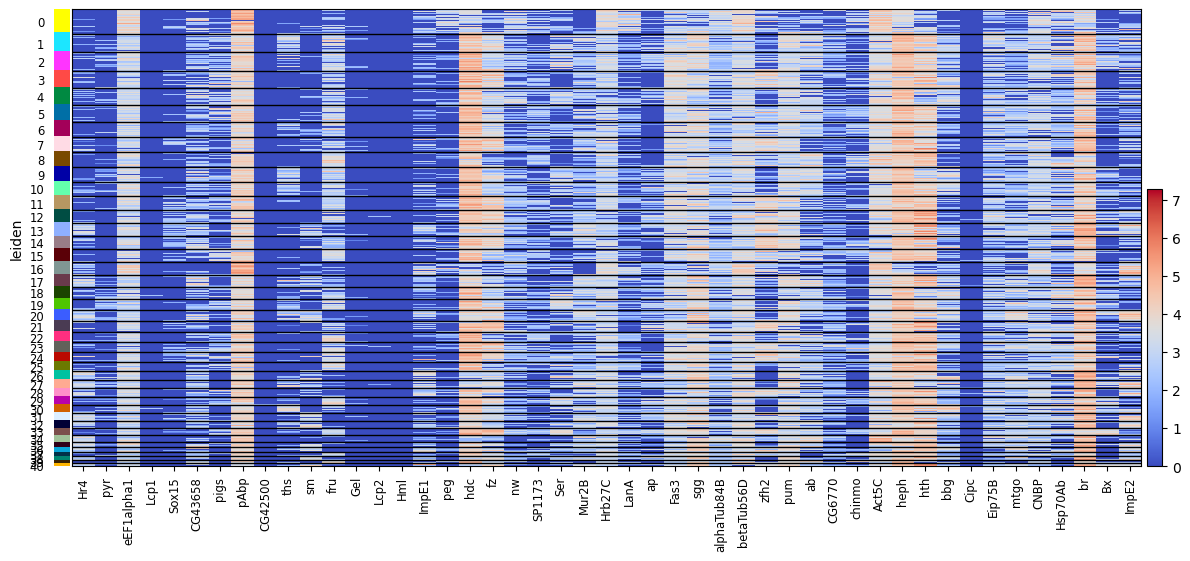 leiden
0
1
2
3
4
5
6
7
8
9
10
11
12
13
14
15
16
17
18
19
20
21
22
23
24
25
26
27
28
29
30
31
32
33
34
40
Hr4
pyr
eEF1alpha1
Lcp1
Sox15
CG43658
pigs
pAbp
CG42500
ths
sm
fru
Gel
Lcp2
Hml
ImpE1
peg
hdc
fz
nw
SP1173
Ser
Mur2B
Hrb27C
LanA
ap
Fas3
sgg
alphaTub84B
betaTub56D
zfh2
pum
ab
CG6770
chinmo
Act5C
heph
hth
bbg
Cipc
Eip75B
mtgo
CNBP
Hsp70Ab
br
Bx
ImpE2
7
6
5
4
3
2
1
0